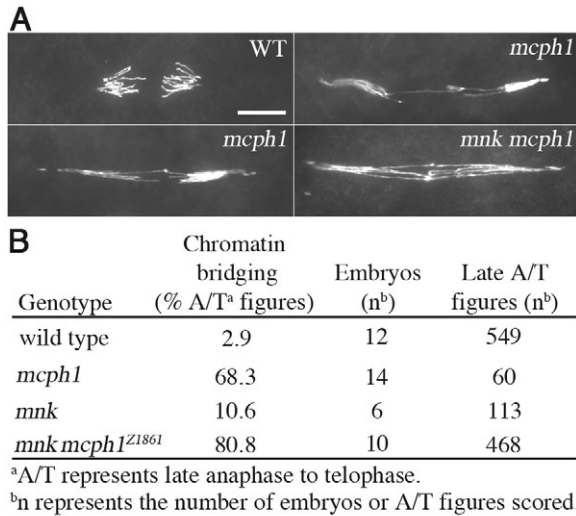 A
WT
mcph1
mcph1
mnk mcph1
B
Chromatin
bridging
(% A/Tᵃ figures)
Embryos
(nᵇ)
Late A/T
figures (nᵇ)
Genotype
wild type 2.9 12 549
mcph1 68.3 14 60
mnk 10.6 6 113
mnk mcph1ᶻ¹⁸⁶¹ 80.8 10 468
ᵃA/T represents late anaphase to telophase.
ᵇn represents the number of embryos or A/T figures scored